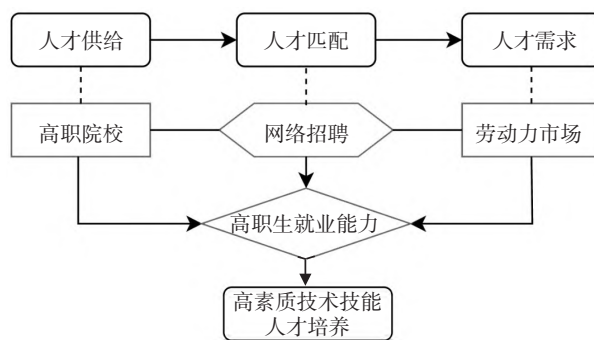 人才供给
人才匹配
人才需求
高职院校
网络招聘
劳动力市场
高职生就业能力
高素质技术技能
人才培养